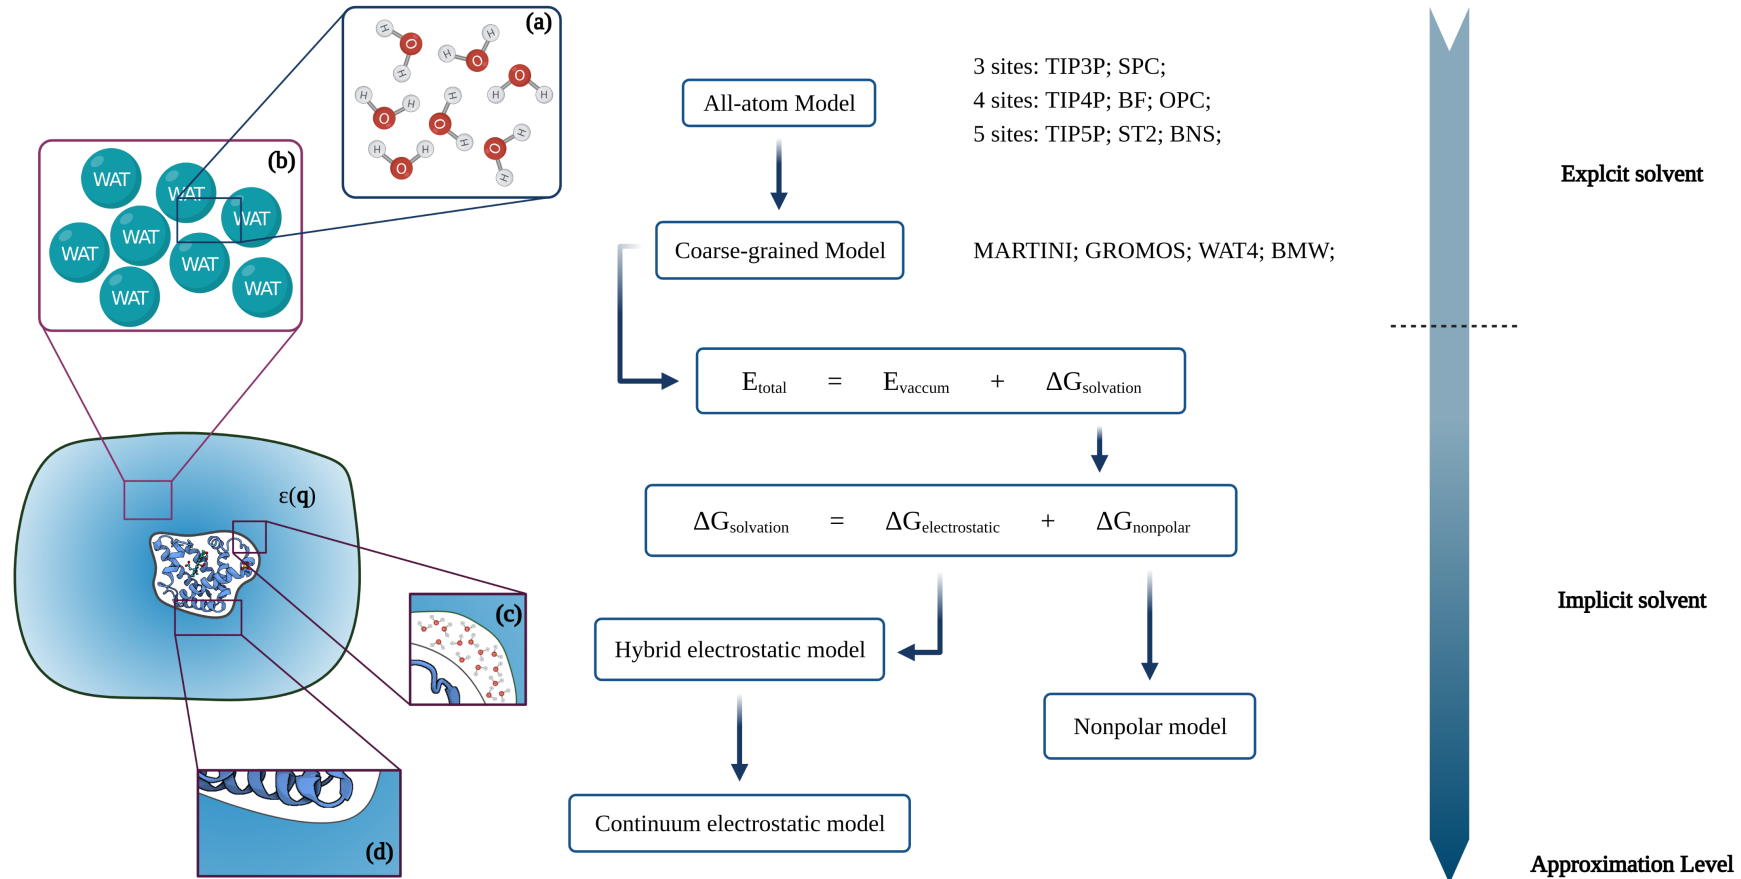 (a)
H
H
O
H
H
O
O
H
H
H
H
O
H
O
H
H
O
H
H
H
O
H
(b)
WAT
WAT
WAT
WAT
WAT
WAT
WAT
WAT
ε(q)
(c)
(d)
All-atom Model
3 sites: TIP3P; SPC;
4 sites: TIP4P; BF; OPC;
5 sites: TIP5P; ST2; BNS;
Coarse-grained Model
MARTINI; GROMOS; WAT4; BMW;
Etotal = Evaccum + ΔGsolvation
ΔGsolvation = ΔGelectrostatic + ΔGnonpolar
Hybrid electrostatic model
Nonpolar model
Continuum electrostatic model
Explcit solvent
Implicit solvent
Approximation Level